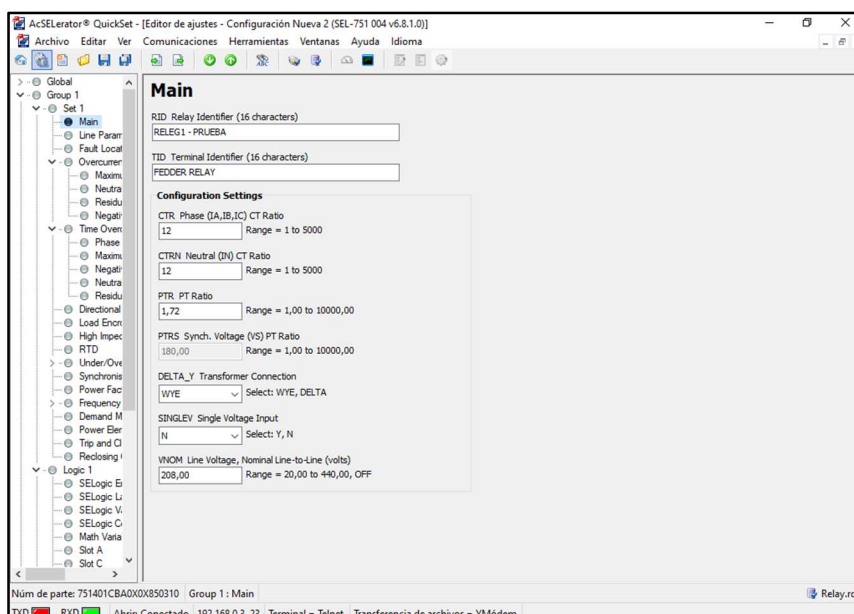 AcSELerator® QuickSet - [Editor de ajustes - Configuración Nueva 2 (SEL-751 004 v6.8.1.0)]
Archivo Editar Ver Comunicaciones Herramientas Ventanas Ayuda Idioma
Global
Group 1
Set 1
Main
Line Param
Fault Locat
Overcurren
Maximu
Neutra
Residu
Negati
Time Overc
Phase
Maximu
Negati
Neutra
Residu
Directional
Load Encro
High Impec
RTD
Under/Ove
Synchronis
Power Fac
Frequency
Demand M
Power Eler
Trip and Cl
Reclosing
Logic 1
SELogic E
SELogic La
SELogic V
SELogic C
Math Varia
Slot A
Slot C
Main
RID Relay Identifier (16 characters)
RELEG1 - PRUEBA
TID Terminal Identifier (16 characters)
FEDDER RELAY
Configuration Settings
CTR Phase (IA,IB,IC) CT Ratio
12 Range = 1 to 5000
CTRN Neutral (IN) CT Ratio
12 Range = 1 to 5000
PTR PT Ratio
1,72 Range = 1,00 to 10000,00
PTRS Synch. Voltage (VS) PT Ratio
180,00 Range = 1,00 to 10000,00
DELTA_Y Transformer Connection
WYE Select: WYE, DELTA
SINGLEV Single Voltage Input
N Select: Y, N
VNOM Line Voltage, Nominal Line-to-Line (volts)
208,00 Range = 20,00 to 440,00, OFF
Núm de parte: 751401CBA0X0X850310 Group 1 : Main Relay.rd
TXD RXD Abrir: Conectado 192.168.0.3 23 Terminal = Telnet Transferencia de archivos = YMódem